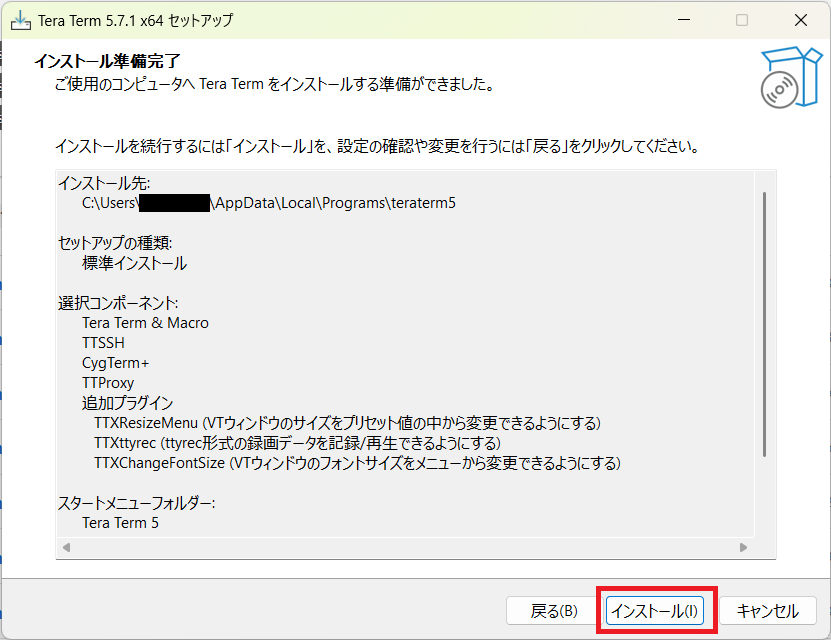 Tera Term 5.7.1 x64 セットアップ
インストール準備完了
ご使用のコンピュータへ Tera Term をインストールする準備ができました。
インストールを続行するには「インストール」を、設定の確認や変更を行うには「戻る」をクリックしてください。
インストール先:
C:\Users\ \AppData\Local\Programs\teraterm5
セットアップの種類:
標準インストール
選択コンポーネント:
Tera Term & Macro
TTSSH
CygTerm+
TTProxy
追加プラグイン
TTXResizeMenu (VTウィンドウのサイズをプリセット値の中から変更できるようにする)
TTXttyrec (ttyrec形式の録画データを記録/再生できるようにする)
TTXChangeFontSize (VTウィンドウのフォントサイズをメニューから変更できるようにする)
スタートメニューフォルダー:
Tera Term 5
戻る(B) インストール(I) キャンセル